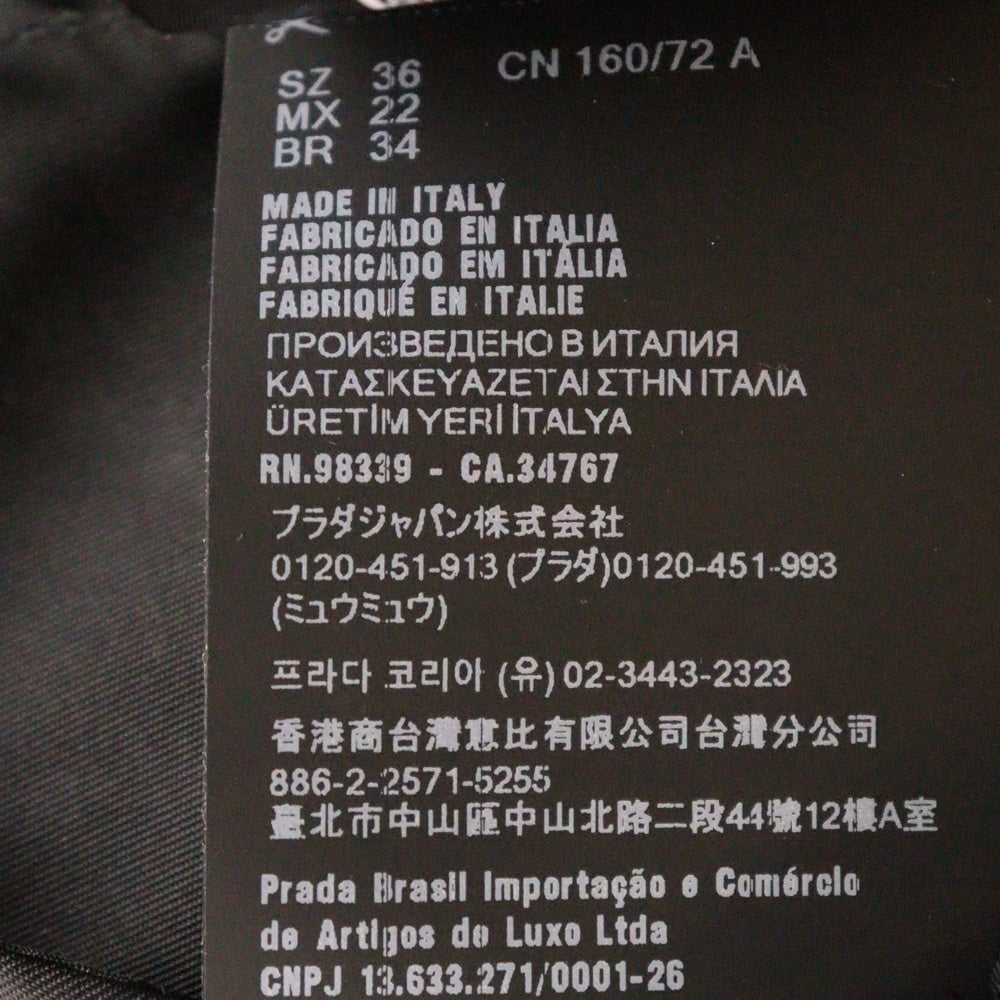 SZ 36 CN 160/72 A
MX 22
BR 34
MADE IN ITALY
FABRICADO EN ITALIA
FABRICADO EM ITÁLIA
FABRIQUÉ EN ITALIE
ПРОИЗВЕДЕНО В ИТАЛИЯ
ΚΑΤΑΣΚΕΥΑΖΕΤΑΙ ΣΤΗΝ ΙΤΑΛΙΑ
ÜRETİM YERİ İTALYA
RN.98339 - CA.34767
プラダジャパン株式会社
0120-451-913 (プラダ)0120-451-993
(ミュウミュウ)
프라다 코리아 (유) 02-3443-2323
香港商台灣惠比有限公司台灣分公司
886-2-2571-5255
臺北市中山區中山北路二段44號12樓A室
Prada Brasil Importação e Comércio
de Artigos de Luxo Ltda
CNPJ 13.633.271/0001-26